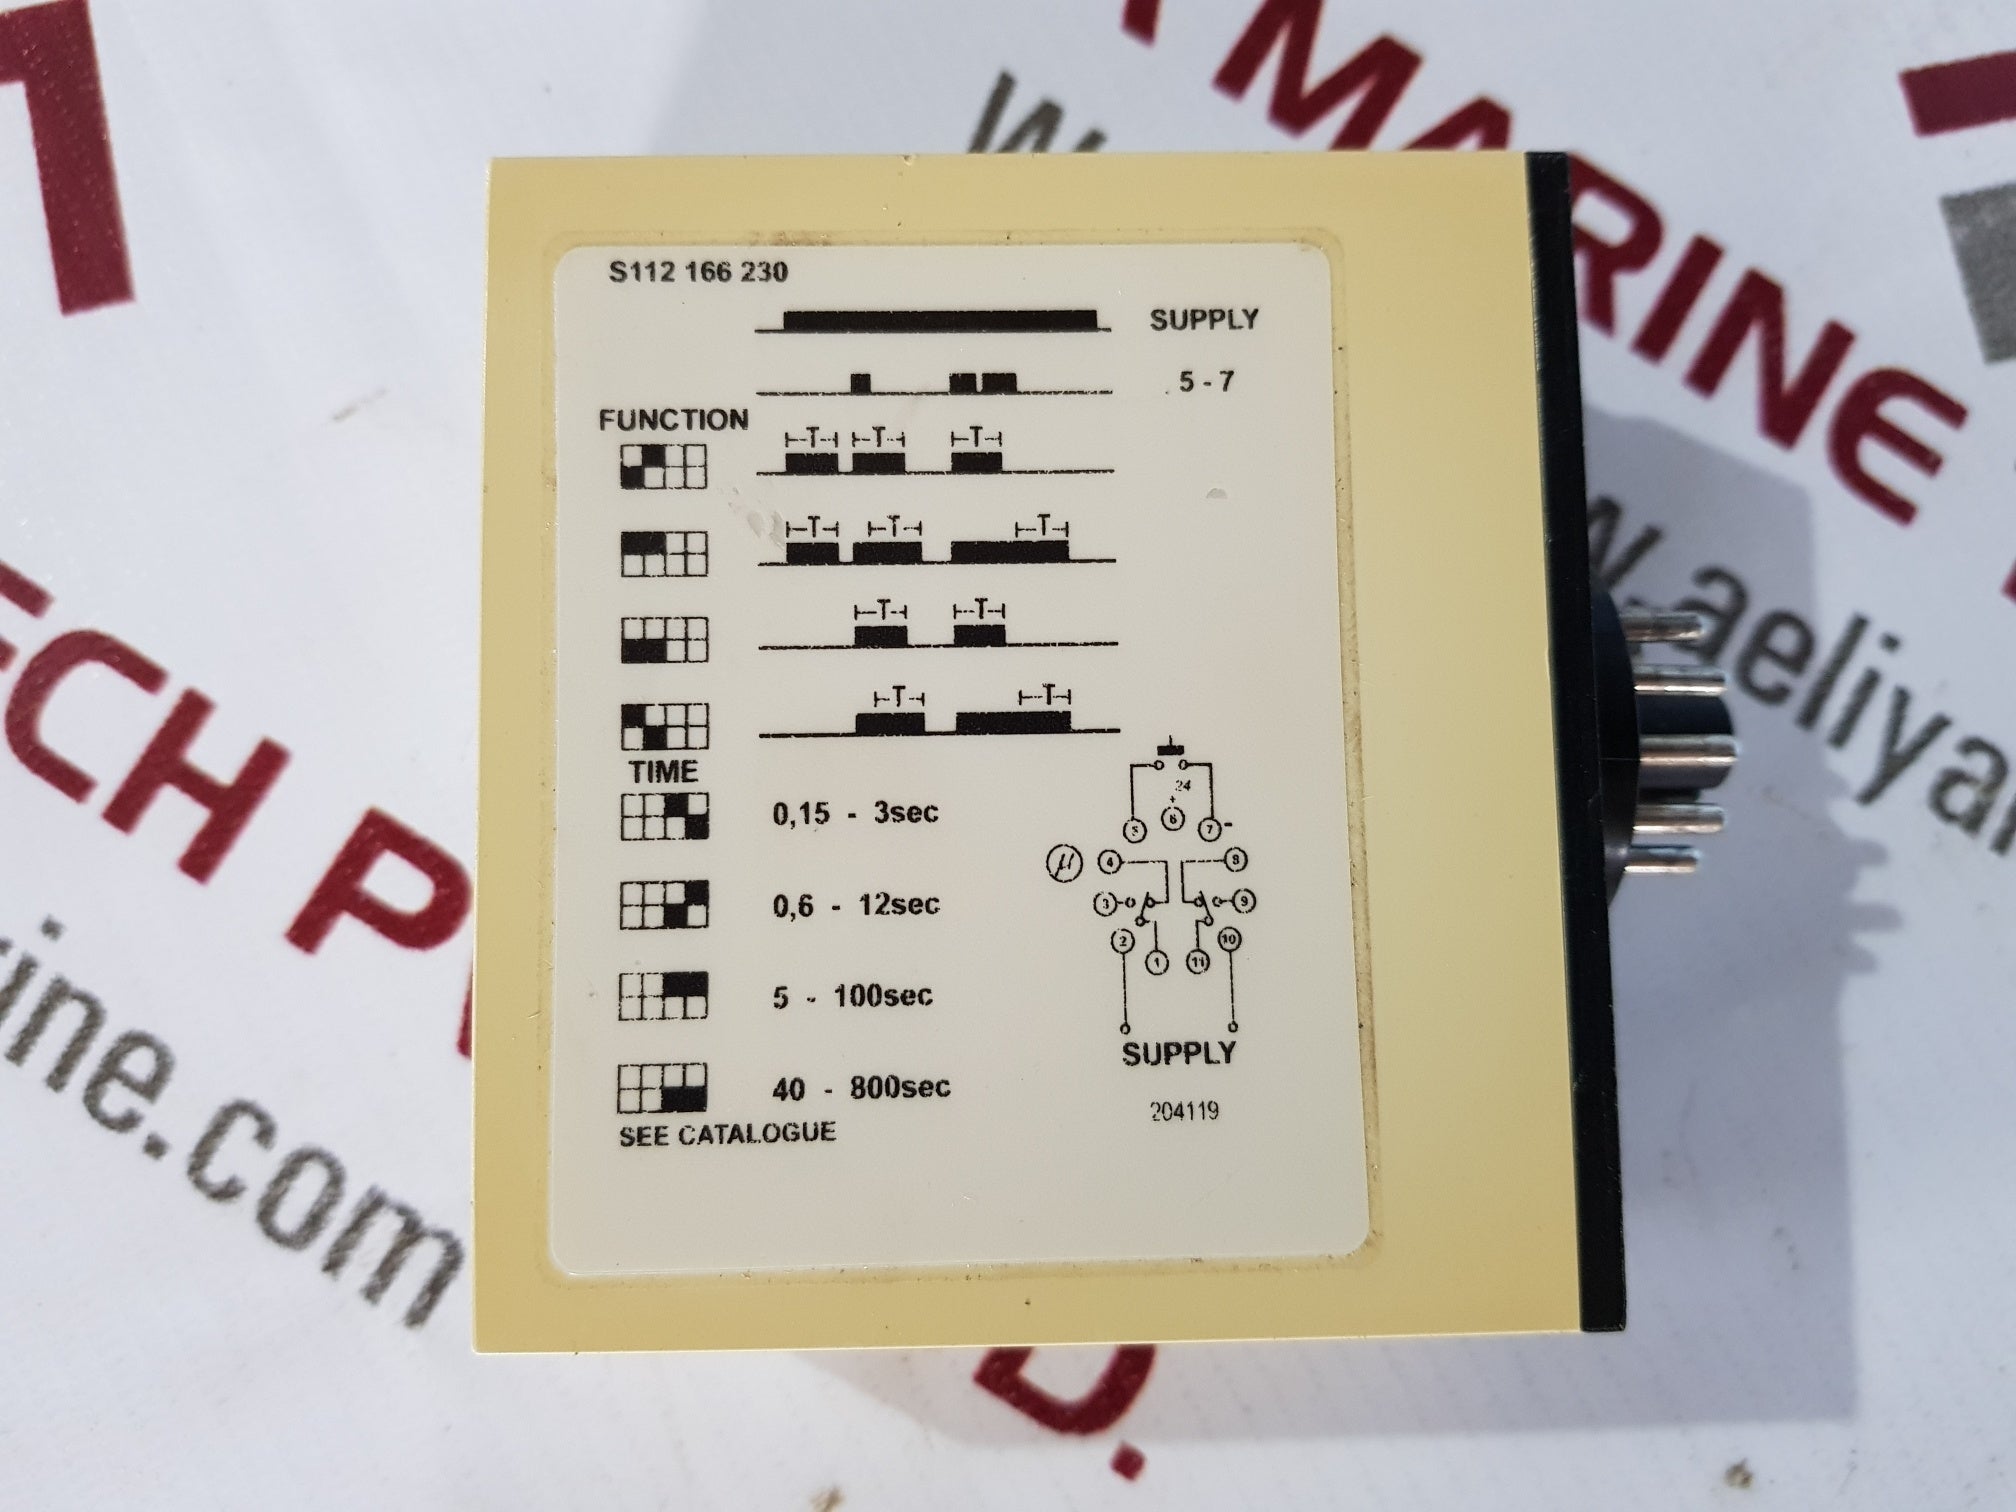 MARINE
W
S112 166 230
SUPPLY
5 - 7
FUNCTION
T T T
T T T
T T
T T
TIME
0,15 - 3sec
0,6 - 12sec
5 - 100sec
40 - 800sec
SEE CATALOGUE
24
+
5 6 7 -
μ 4 8
3 9
2 10
1 11
SUPPLY
204119
w.aeliya
ECH P
ine.com
D.